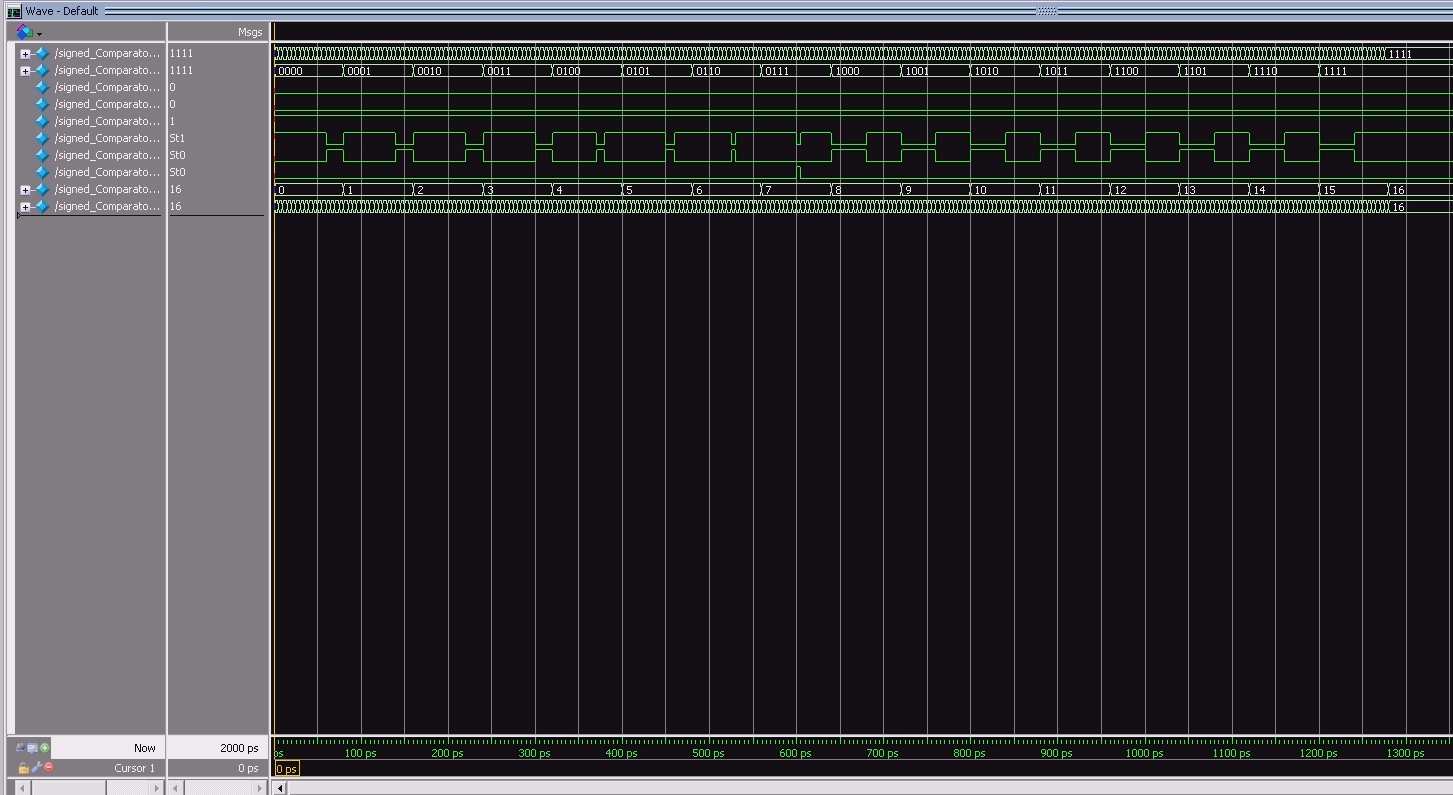 Wave - Default
Msgs
/signed_Comparato... 1111 1111
/signed_Comparato... 1111 0000 0001 0010 0011 0100 0101 0110 0111 1000 1001 1010 1011 1100 1101 1110 1111
/signed_Comparato... 0
/signed_Comparato... 0
/signed_Comparato... 1
/signed_Comparato... St1
/signed_Comparato... St0
/signed_Comparato... St0
/signed_Comparato... 16 0 1 2 3 4 5 6 7 8 9 10 11 12 13 14 15 16
/signed_Comparato... 16 16
Now 2000 ps ps 100 ps 200 ps 300 ps 400 ps 500 ps 600 ps 700 ps 800 ps 900 ps 1000 ps 1100 ps 1200 ps 1300 ps
Cursor 1 0 ps 0 ps